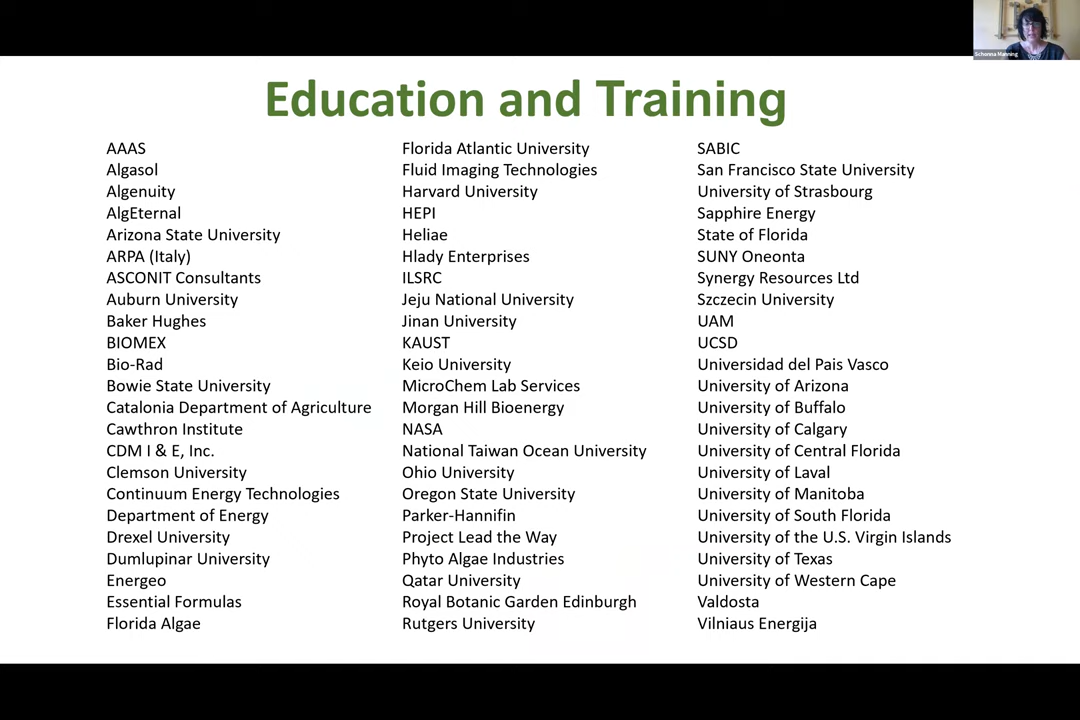 Schonna Manning
Education and Training
AAAS
Algasol
Algenuity
AlgEternal
Arizona State University
ARPA (Italy)
ASCONIT Consultants
Auburn University
Baker Hughes
BIOMEX
Bio-Rad
Bowie State University
Catalonia Department of Agriculture
Cawthron Institute
CDM I & E, Inc.
Clemson University
Continuum Energy Technologies
Department of Energy
Drexel University
Dumlupinar University
Energeo
Essential Formulas
Florida Algae
Florida Atlantic University
Fluid Imaging Technologies
Harvard University
HEPI
Heliae
Hlady Enterprises
ILSRC
Jeju National University
Jinan University
KAUST
Keio University
MicroChem Lab Services
Morgan Hill Bioenergy
NASA
National Taiwan Ocean University
Ohio University
Oregon State University
Parker-Hannifin
Project Lead the Way
Phyto Algae Industries
Qatar University
Royal Botanic Garden Edinburgh
Rutgers University
SABIC
San Francisco State University
University of Strasbourg
Sapphire Energy
State of Florida
SUNY Oneonta
Synergy Resources Ltd
Szczecin University
UAM
UCSD
Universidad del Pais Vasco
University of Arizona
University of Buffalo
University of Calgary
University of Central Florida
University of Laval
University of Manitoba
University of South Florida
University of the U.S. Virgin Islands
University of Texas
University of Western Cape
Valdosta
Vilniaus Energija